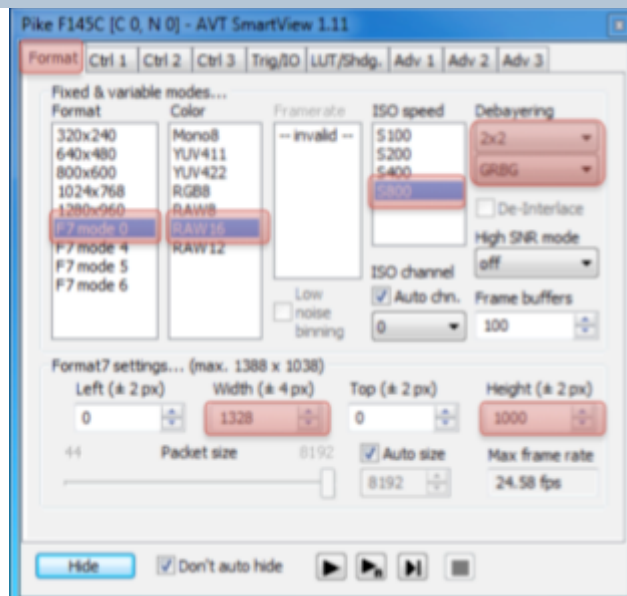 Pike F145C [C 0, N 0] - AVT SmartView 1.11
Format Ctrl 1 Ctrl 2 Ctrl 3 Trig/IO LUT/Shdg. Adv 1 Adv 2 Adv 3
Fixed & variable modes...
Format Color Framerate ISO speed Debayering
320x240 Mono8 -- invalid -- S100 2x2
640x480 YUV411 S200
800x600 YUV422 S400 GRBG
1024x768 RGB8 S800
1280x960 RAW8 De-Interlace
F7 mode 0 RAW16 High SNR mode
F7 mode 4 RAW12 off
F7 mode 5 ISO channel
F7 mode 6 Low Auto chn. Frame buffers
noise 0 100
binning
Format7 settings... (max. 1388 x 1038)
Left (± 2 px) Width (± 4 px) Top (± 2 px) Height (± 2 px)
0 1328 0 1000
44 Packet size 8192 Auto size Max frame rate
8192 24.58 fps
Hide Don't auto hide